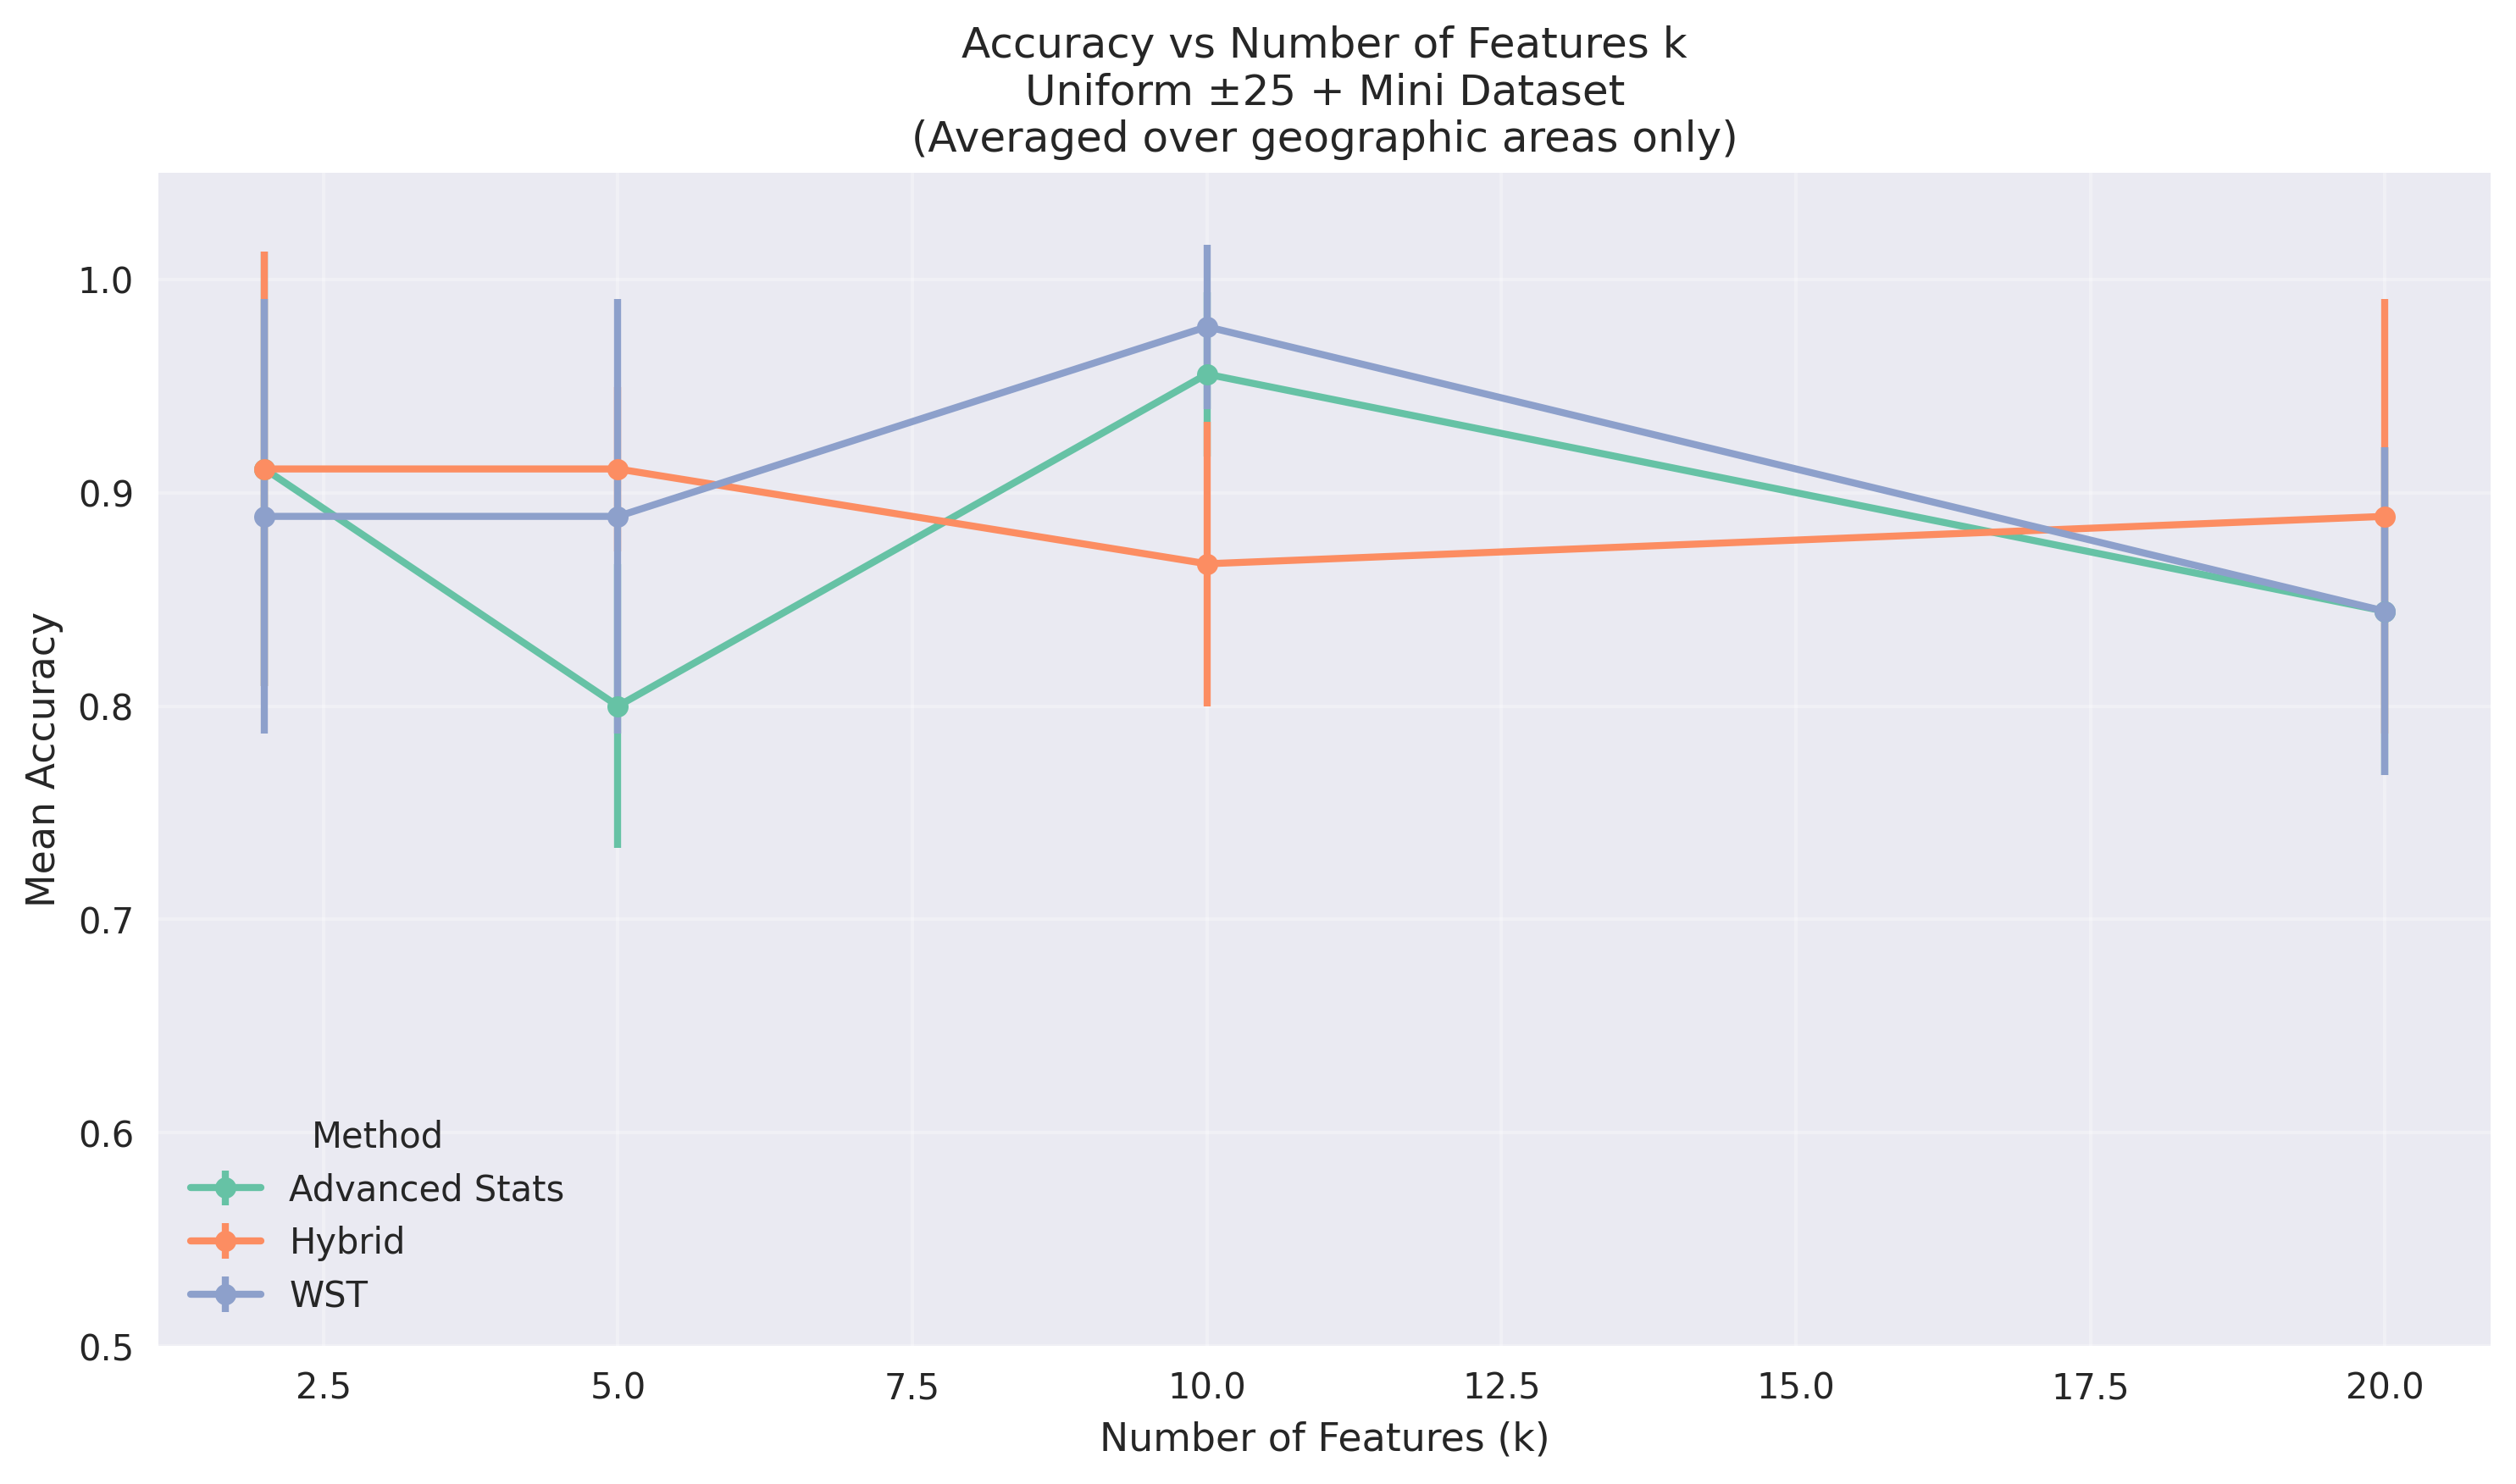 Accuracy vs Number of Features k
Uniform ±25 + Mini Dataset
(Averaged over geographic areas only)
Mean Accuracy
1.0
0.9
0.8
0.7
0.6
0.5
Method
Advanced Stats
Hybrid
WST
2.5 5.0 7.5 10.0 12.5 15.0 17.5 20.0
Number of Features (k)